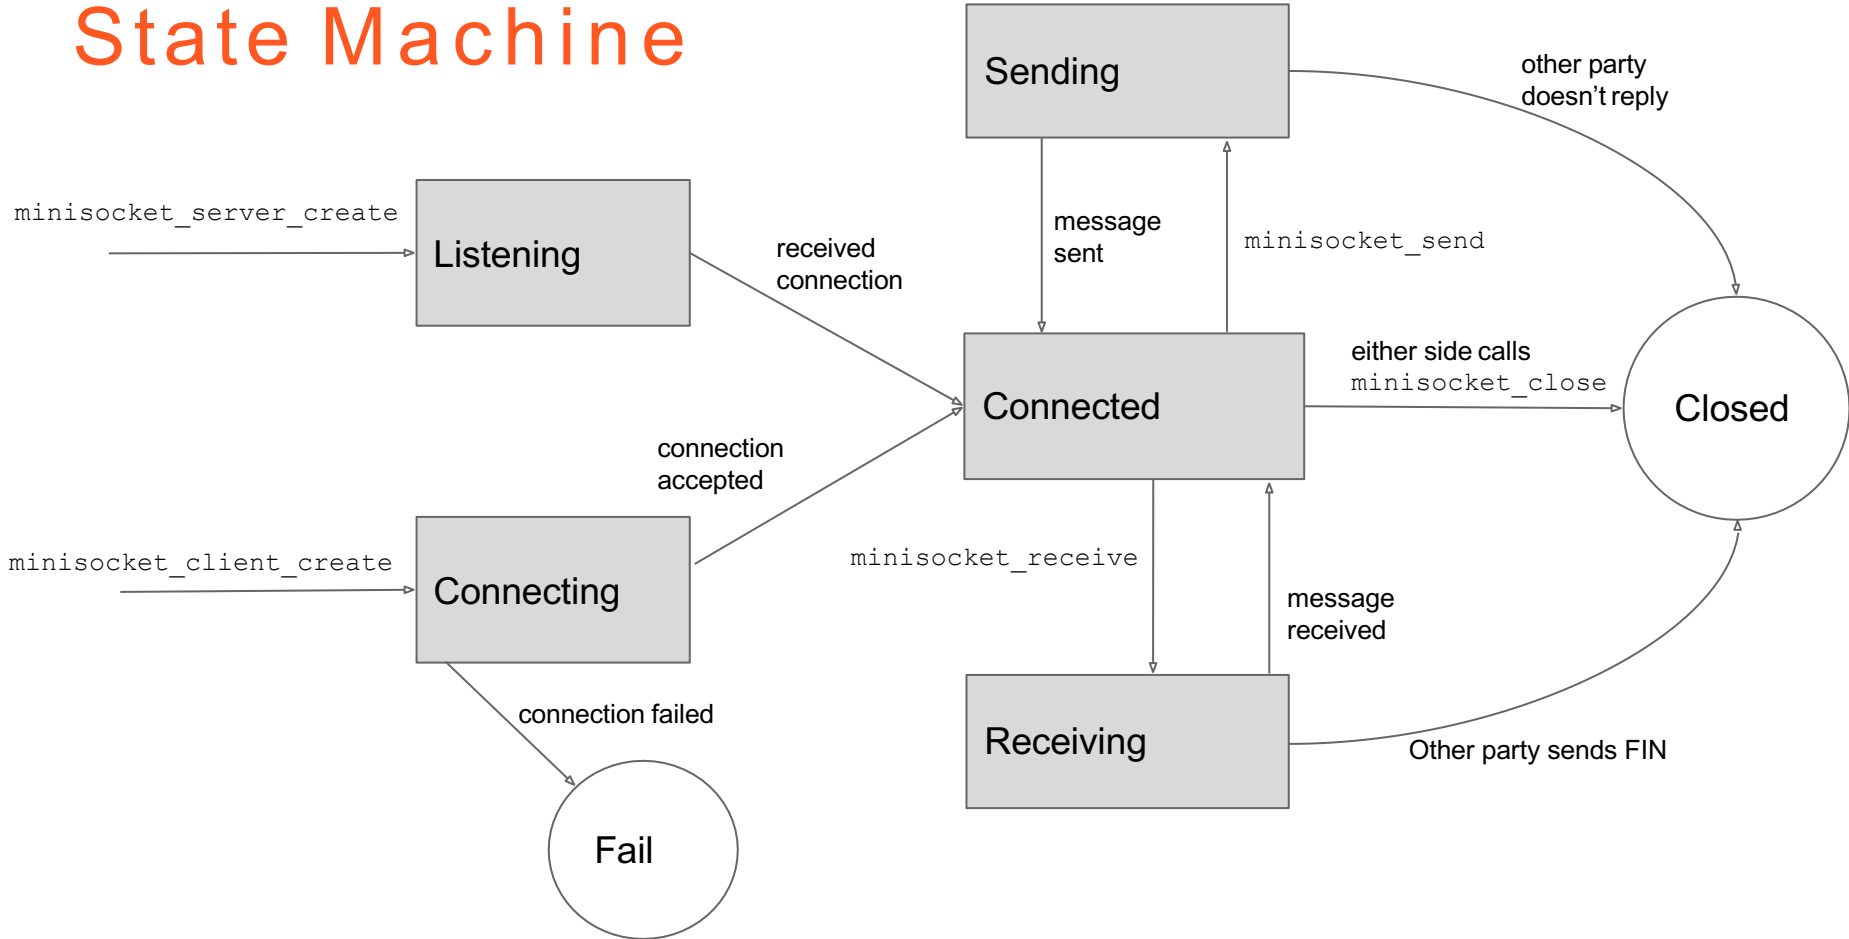 State Machine
Sending
other party
doesn't reply
minisocket_server_create
Listening
received
connection
message
sent
minisocket_send
Connected
either side calls
minisocket_close
Closed
connection
accepted
minisocket_client_create
Connecting
minisocket_receive
message
received
connection failed
Receiving
Other party sends FIN
Fail